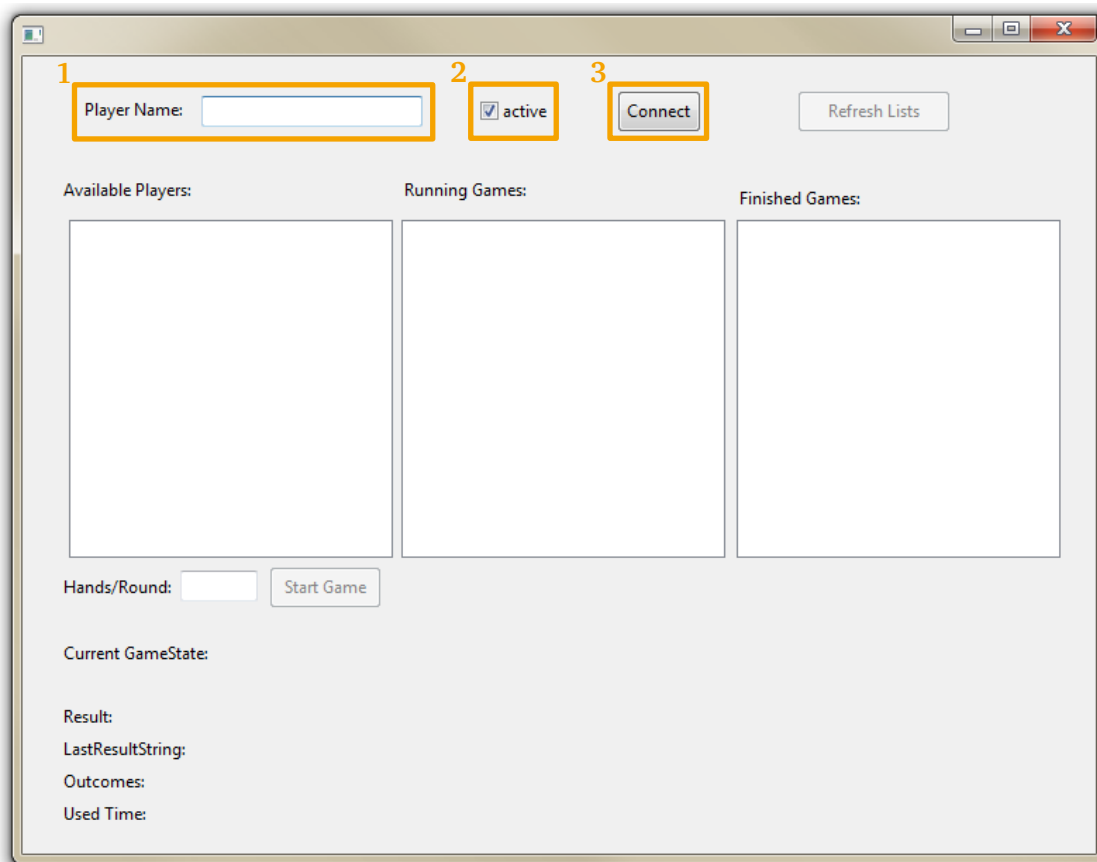 1 2 3
Player Name: active Connect Refresh Lists
Available Players: Running Games: Finished Games:
Hands/Round: Start Game
Current GameState:
Result:
LastResultString:
Outcomes:
Used Time: